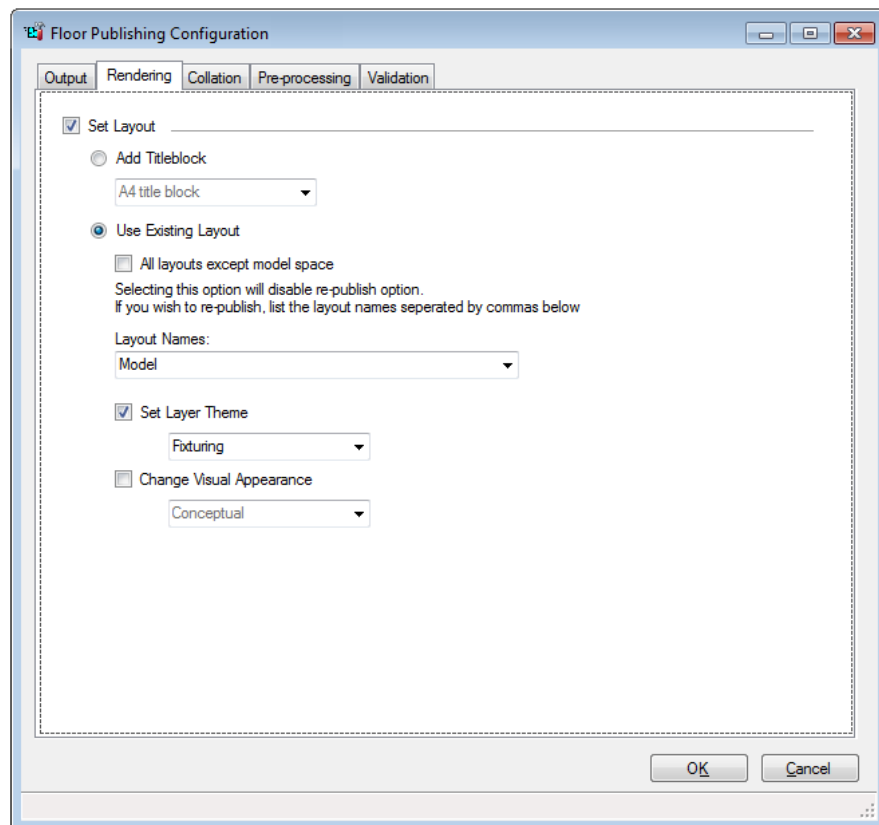 Floor Publishing Configuration
Output Rendering Collation Pre-processing Validation
Set Layout
Add Titleblock
A4 title block
Use Existing Layout
All layouts except model space
Selecting this option will disable re-publish option.
If you wish to re-publish, list the layout names seperated by commas below
Layout Names:
Model
Set Layer Theme
Fixturing
Change Visual Appearance
Conceptual
OK Cancel